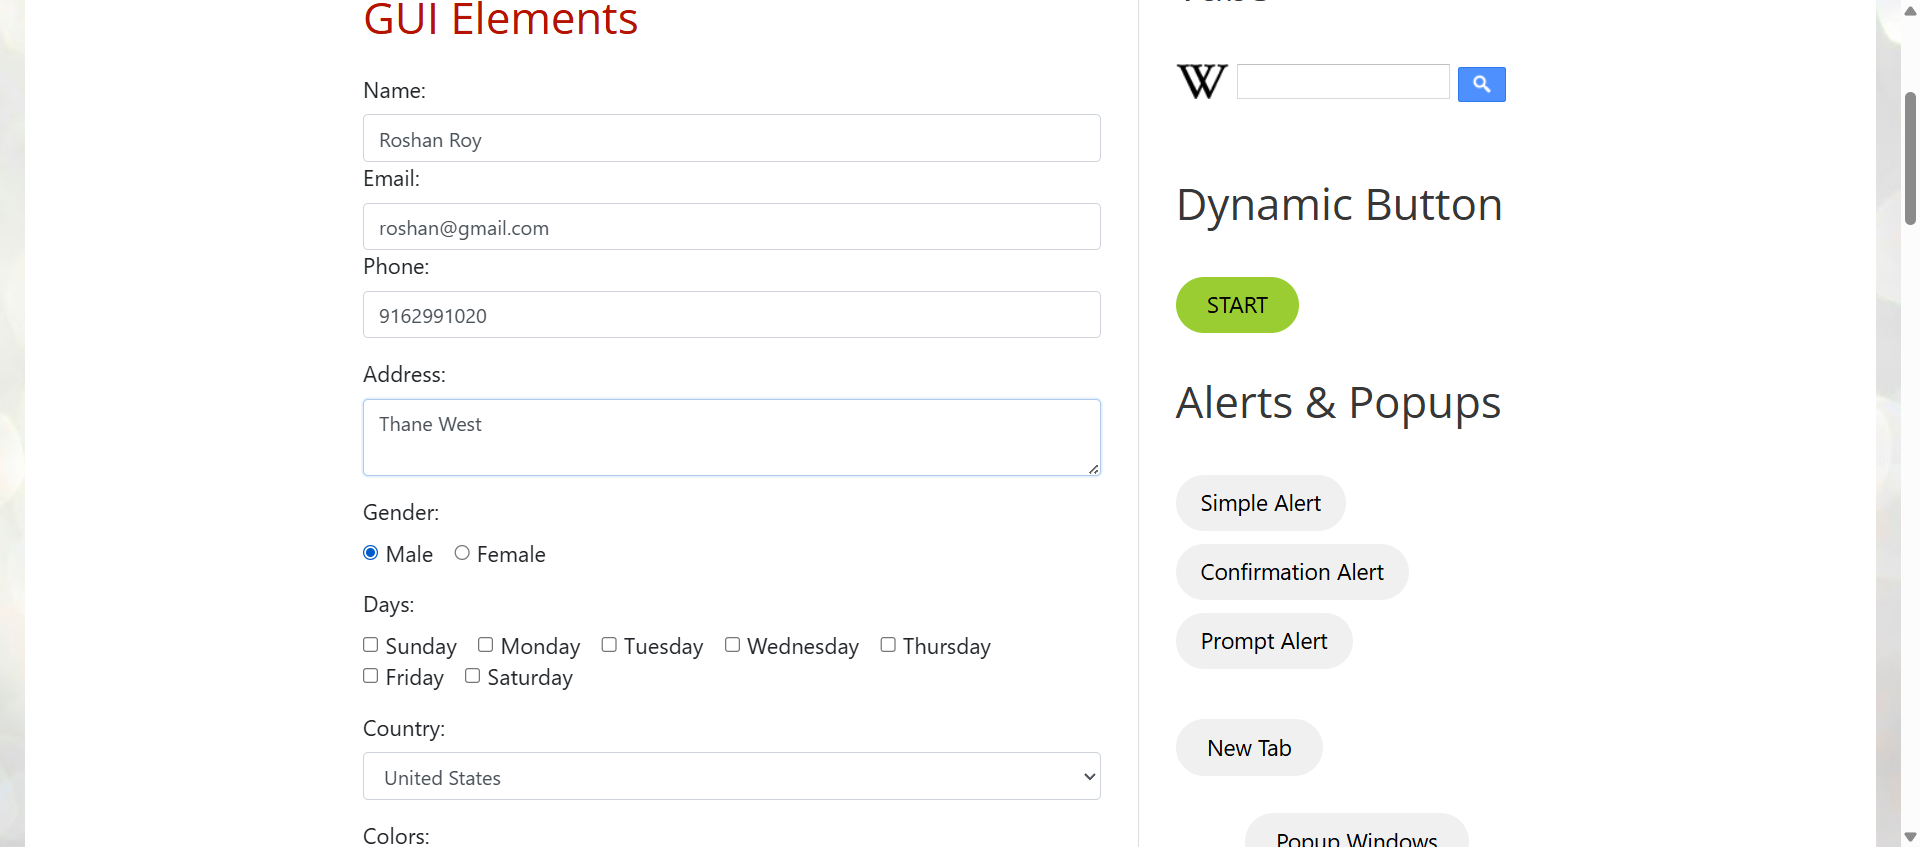 GUI Elements
Name:
Roshan Roy
Email:
roshan@gmail.com
Phone:
9162991020
Address:
Thane West
Gender:
Male Female
Days:
Sunday Monday Tuesday Wednesday Thursday
Friday Saturday
Country:
United States
Colors:
W
Dynamic Button
START
Alerts & Popups
Simple Alert
Confirmation Alert
Prompt Alert
New Tab
Popup Windows